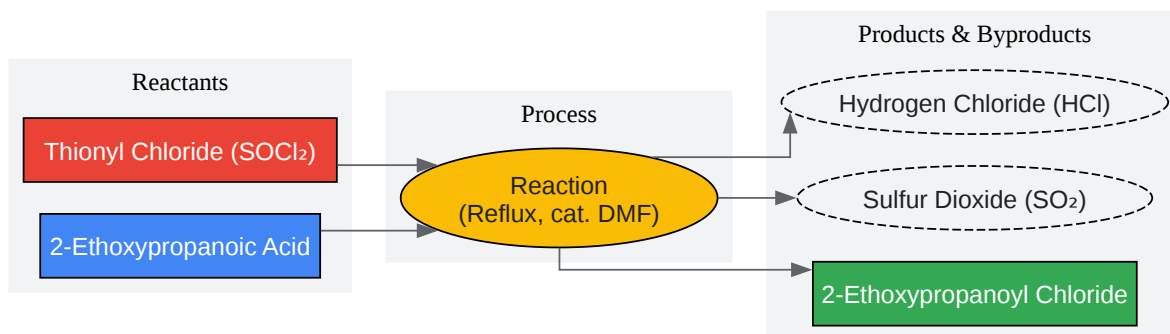 Reactants
Thionyl Chloride (SOCl₂)
2-Ethoxypropanoic Acid
Process
Reaction
(Reflux, cat. DMF)
Products & Byproducts
Hydrogen Chloride (HCl)
Sulfur Dioxide (SO₂)
2-Ethoxypropanoyl Chloride